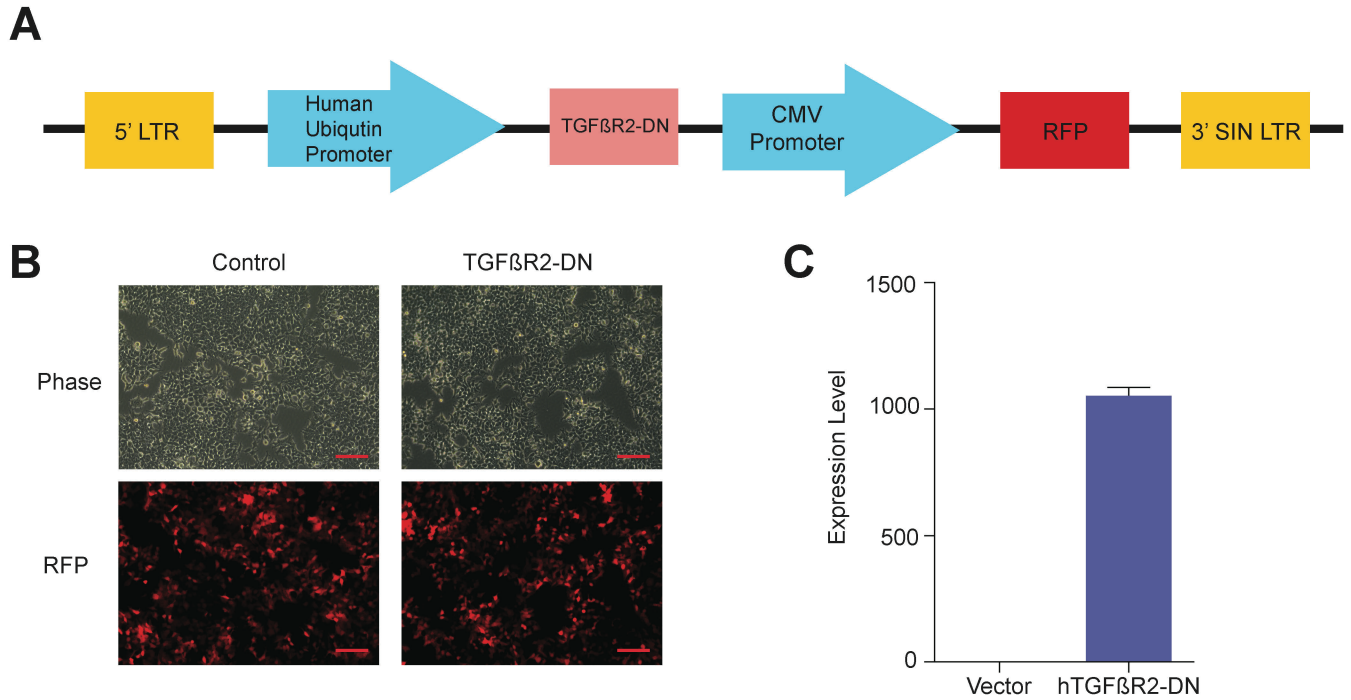 A
5' LTR
Human
Ubiqutin
Promoter
TGFßR2-DN
CMV
Promoter
RFP
3' SIN LTR
B
Control
TGFßR2-DN
Phase
RFP
C
Expression Level
1500
1000
500
0
Vector
hTGFßR2-DN